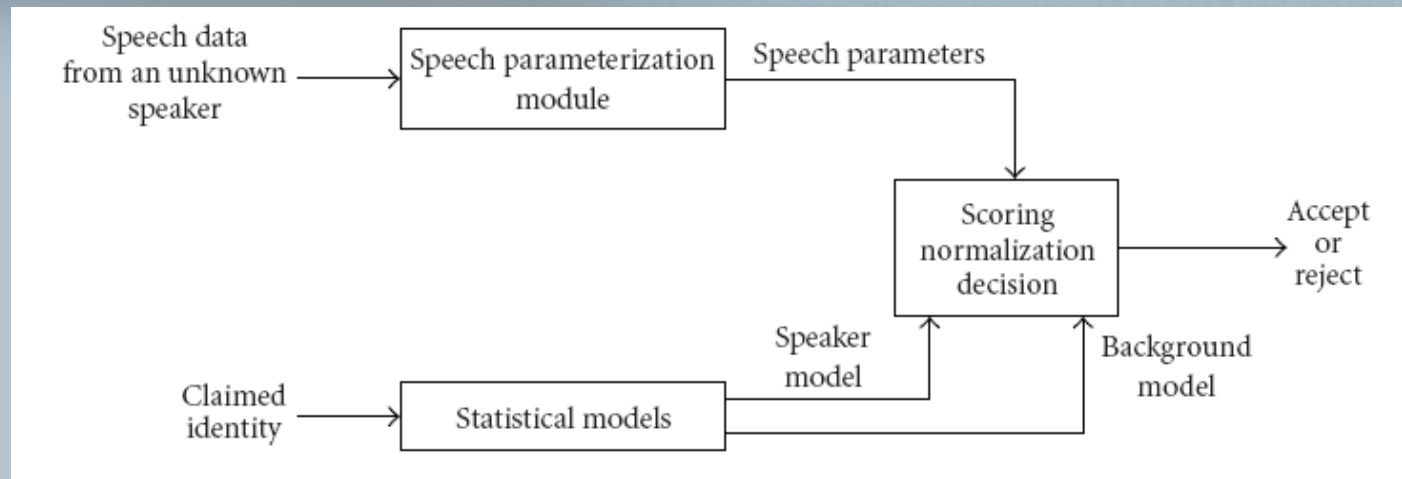 Speech data
from an unknown
speaker
Speech parameterization
module
Speech parameters
Scoring
normalization
decision
Accept
or
reject
Speaker
model
Background
model
Claimed
identity
Statistical models